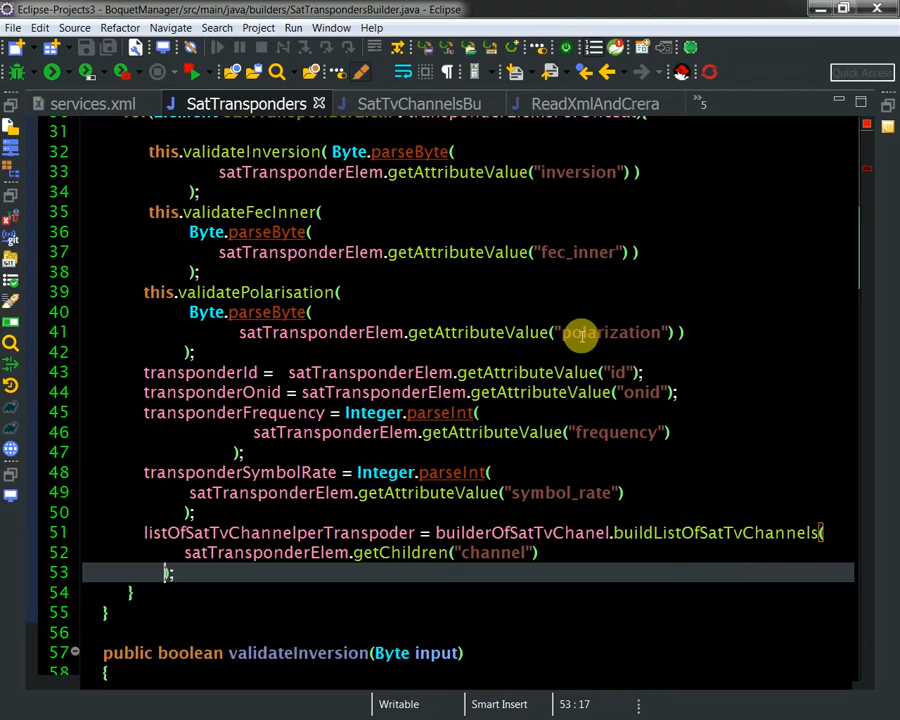 Eclipse-Projects3 - BoquetManager/src/main/java/builders/SatTranspondersBuilder.java - Eclipse
File Edit Source Refactor Navigate Search Project Run Window Help
Quick Access
services.xml SatTransponders SatTvChannelsBu ReadXmlAndCrera »5
31
32 this.validateInversion( Byte.parseByte(
33 satTransponderElem.getAttributeValue("inversion") )
34 );
35 this.validateFecInner(
36 Byte.parseByte(
37 satTransponderElem.getAttributeValue("fec_inner") )
38 );
39 this.validatePolarisation(
40 Byte.parseByte(
41 satTransponderElem.getAttributeValue("polarization") )
42 );
43 transponderId = satTransponderElem.getAttributeValue("id");
44 transponderOnid = satTransponderElem.getAttributeValue("onid");
45 transponderFrequency = Integer.parseInt(
46 satTransponderElem.getAttributeValue("frequency")
47 );
48 transponderSymbolRate = Integer.parseInt(
49 satTransponderElem.getAttributeValue("symbol_rate")
50 );
51 listOfSatTvChannelperTranspoder = builderOfSatTvChanel.buildListOfSatTvChannels(
52 satTransponderElem.getChildren("channel")
53 );
54 }
55 }
56
57 public boolean validateInversion(Byte input)
58 {
Writable Smart Insert 53 : 17